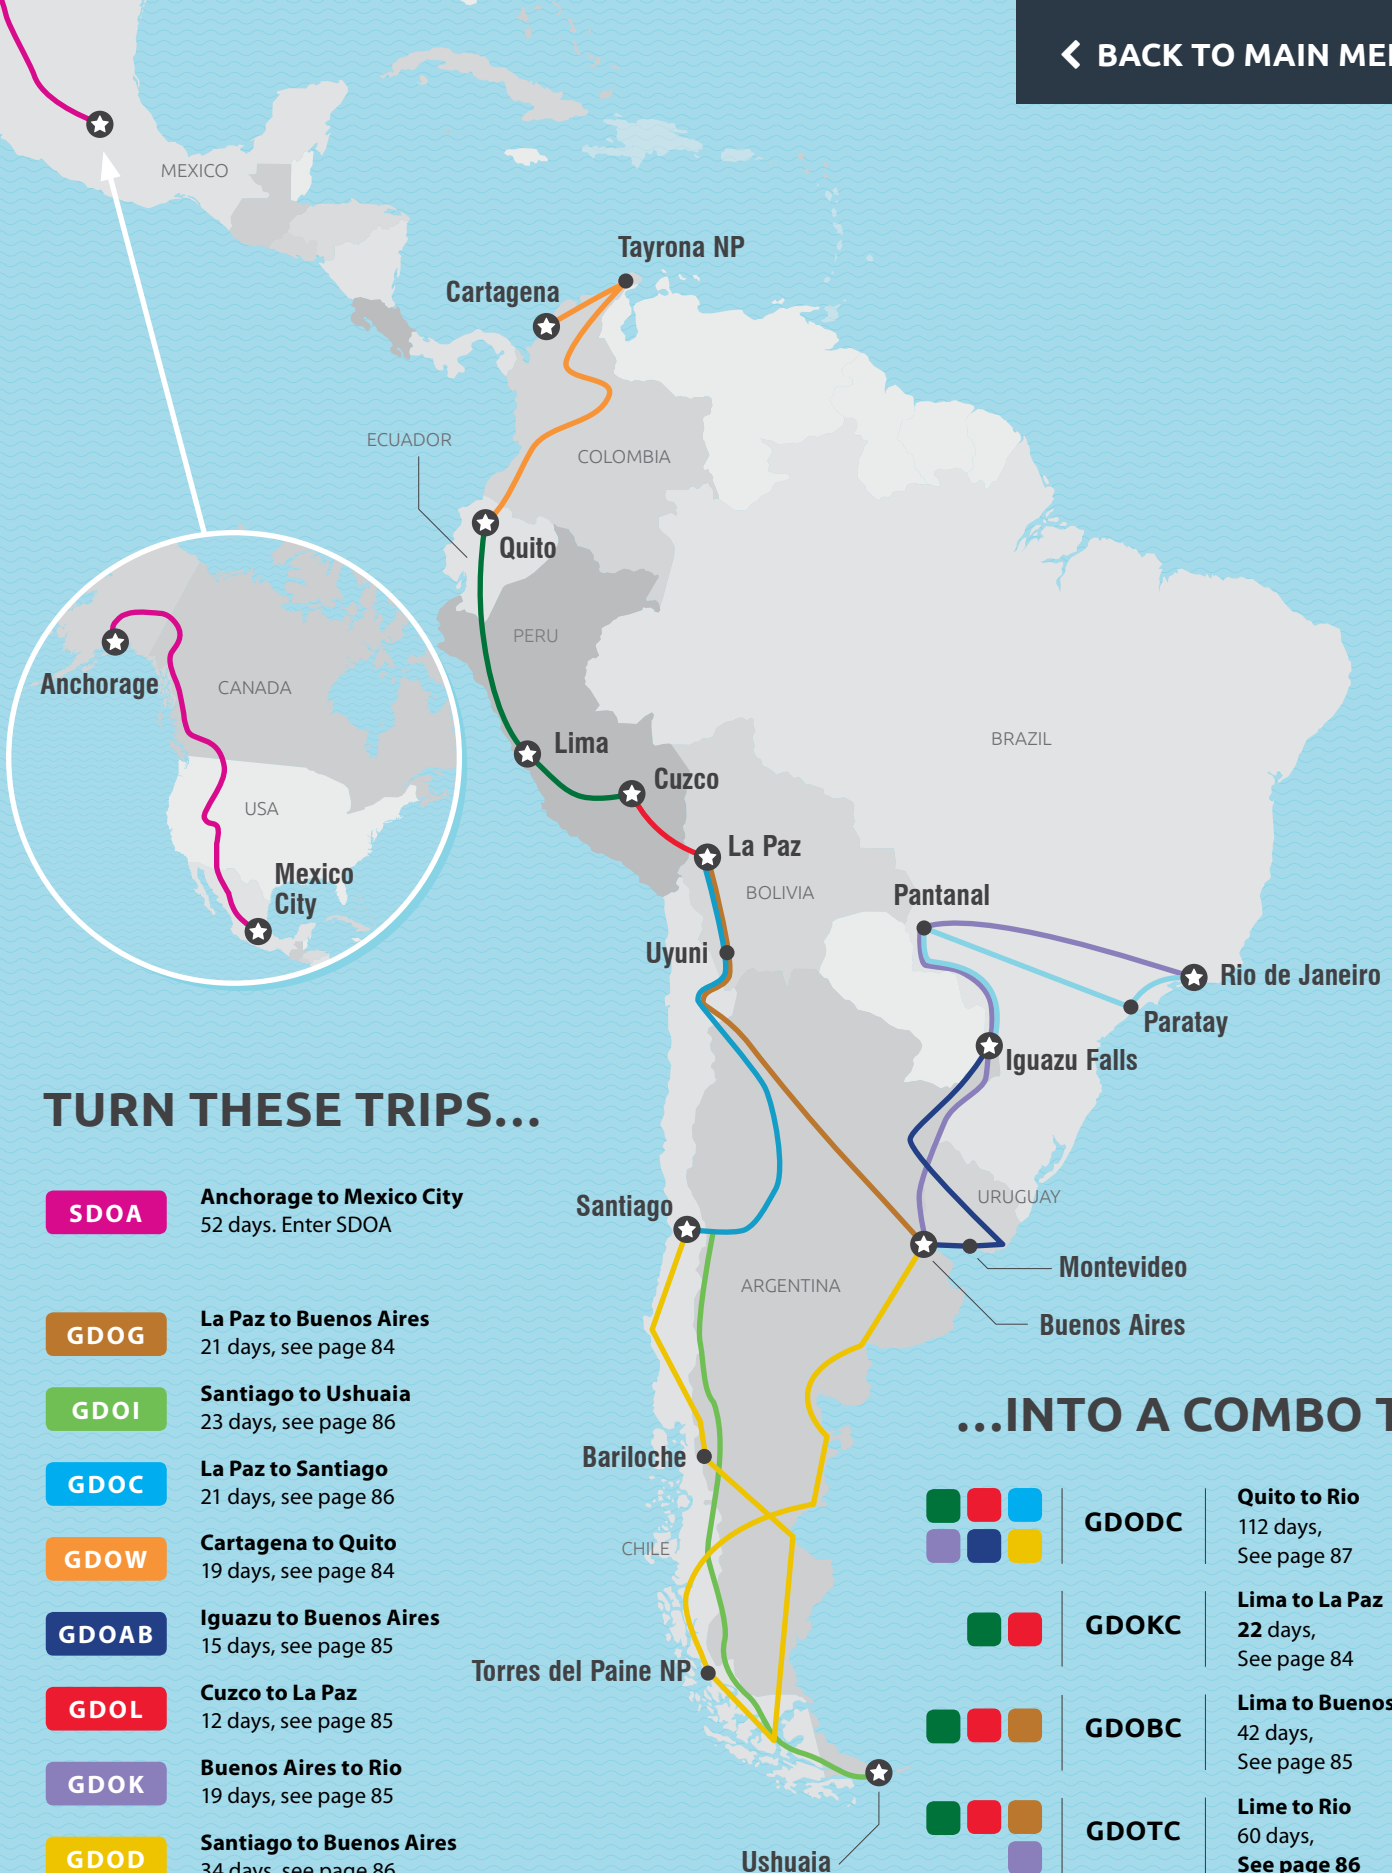 BACK TO MAIN
MEXICO
Tayrona NP
Cartagena
ECUADOR
COLOMBIA
Quito
PERU
Anchorage
CANADA
Lima
BRAZIL
Cuzco
USA
La Paz
Mexico
City
BOLIVIA
Pantanal
Uyuni
Rio de Janeiro
Paratay
Iguazu Falls
TURN THESE TRIPS...
Santiago
URUGUAY
Montevideo
ARGENTINA
Buenos Aires
Bariloche
CHILE
Torres del Paine NP
Ushuaia
SDOA
Anchorage to Mexico City
52 days. Enter SDOA
GDOG
La Paz to Buenos Aires
21 days, see page 84
GDOI
Santiago to Ushuaia
23 days, see page 86
GDOC
La Paz to Santiago
21 days, see page 86
GDOW
Cartagena to Quito
19 days, see page 84
GDOAB
Iguazu to Buenos Aires
15 days, see page 85
GDOL
Cuzco to La Paz
12 days, see page 85
GDOK
Buenos Aires to Rio
19 days, see page 85
GDOD
Santiago to Buenos Aires
34 days, see page 86
...INTO A COMBO
GDODC
Quito to Rio
112 days,
See page 87
GDOKC
Lima to La Paz
22 days,
See page 84
GDOBC
Lima to Buenos
42 days,
See page 85
GDOTC
Lime to Rio
60 days,
See page 86